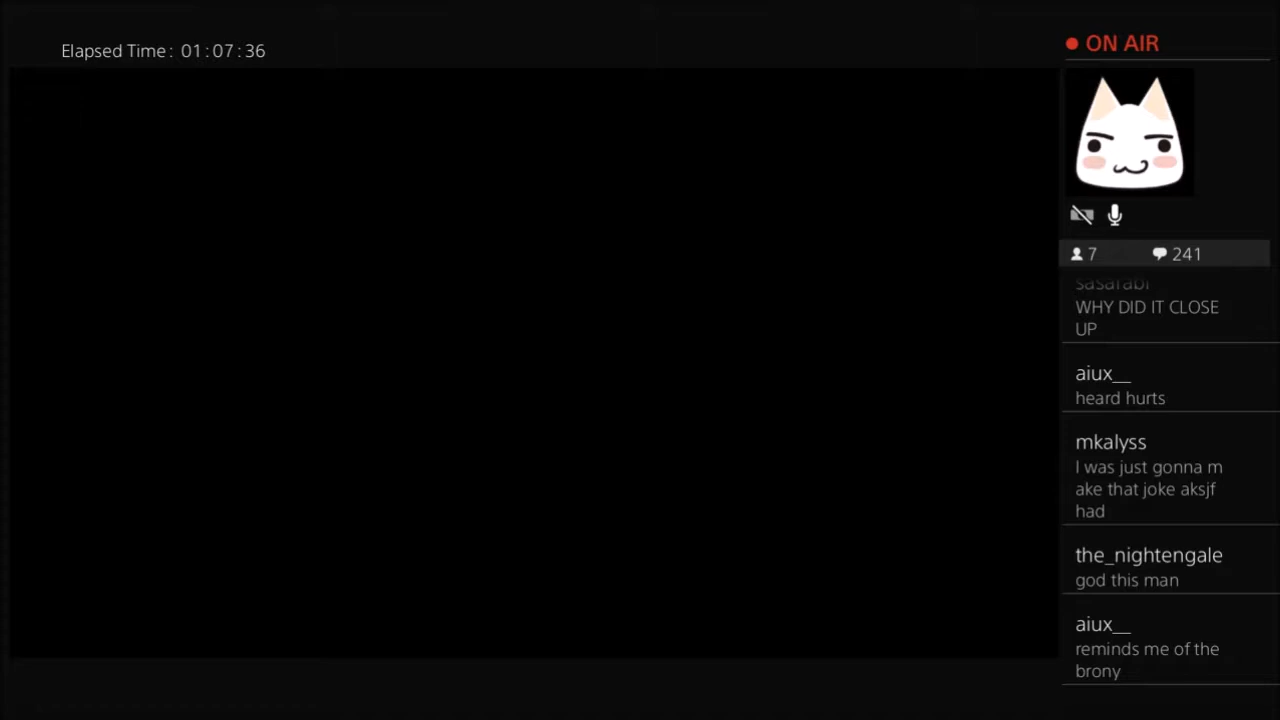 Elapsed Time: 01:07:36
ON AIR
7 241
sasarabi
WHY DID IT CLOSE
UP
aiux__
heard hurts
mkalyss
I was just gonna m
ake that joke aksjf
had
the_nightengale
god this man
aiux__
reminds me of the
brony